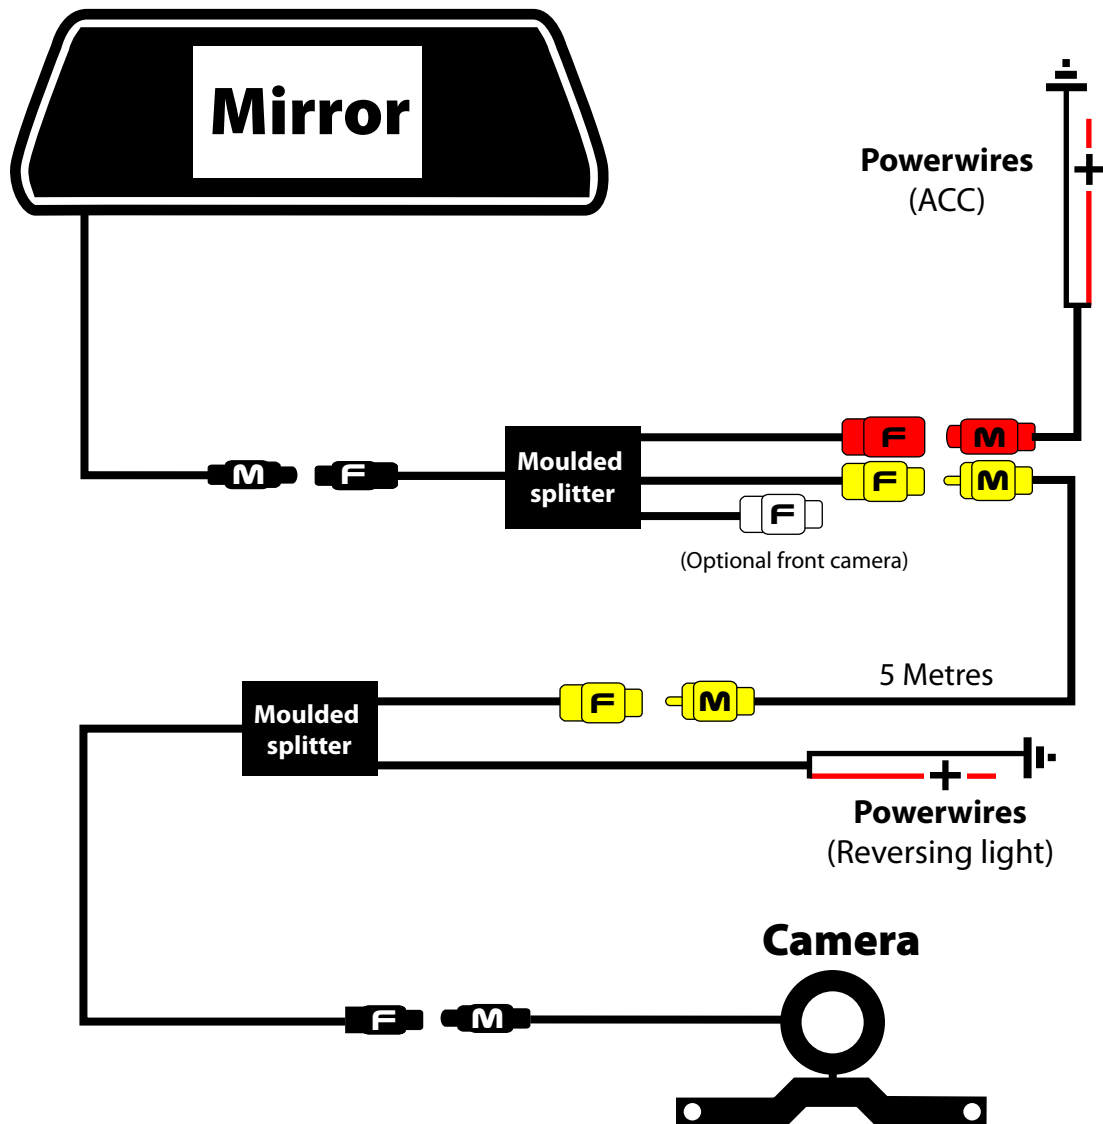 Mirror
Powerwires
(ACC)
+
F
M
M
F
Moulded
splitter
F
M
F
(Optional front camera)
5 Metres
F
M
Moulded
splitter
+
Powerwires
(Reversing light)
Camera
F
M